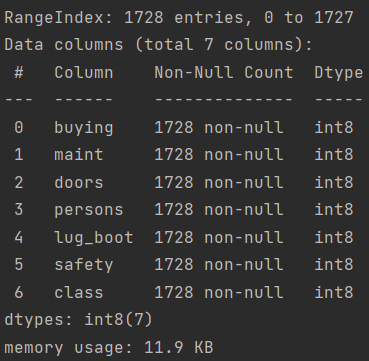 RangeIndex: 1728 entries, 0 to 1727
Data columns (total 7 columns):
 #   Column    Non-Null Count  Dtype
---  ------    --------------  -----
 0   buying    1728 non-null   int8
 1   maint     1728 non-null   int8
 2   doors     1728 non-null   int8
 3   persons   1728 non-null   int8
 4   lug_boot  1728 non-null   int8
 5   safety    1728 non-null   int8
 6   class     1728 non-null   int8
dtypes: int8(7)
memory usage: 11.9 KB